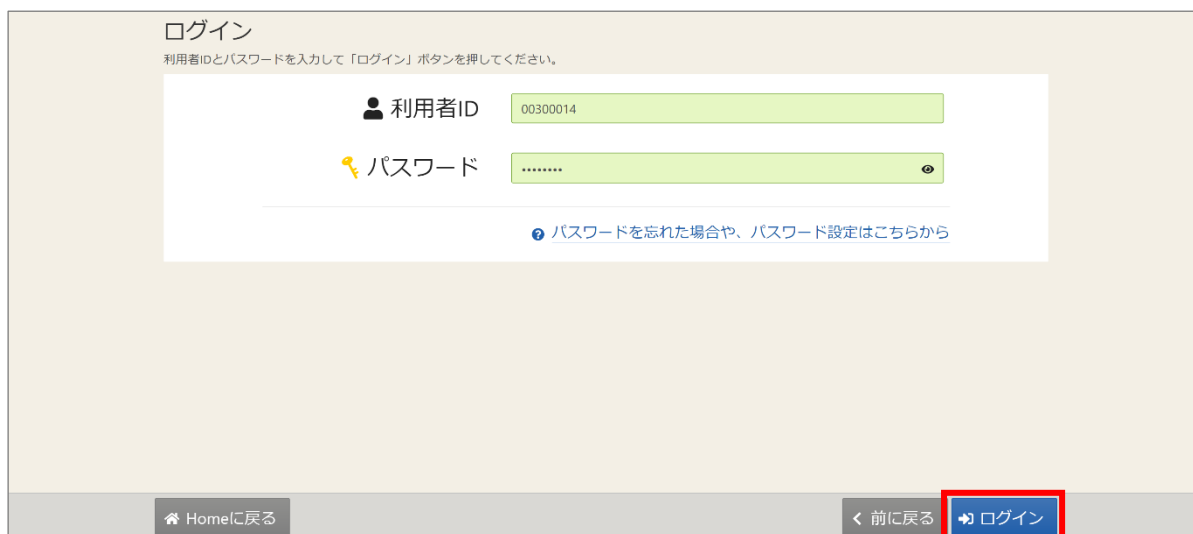 ログイン
利用者IDとパスワードを入力して「ログイン」ボタンを押してください。
利用者ID
00300014
パスワード
••••••••
パスワードを忘れた場合や、パスワード設定はこちらから
Homeに戻る
前に戻る
ログイン